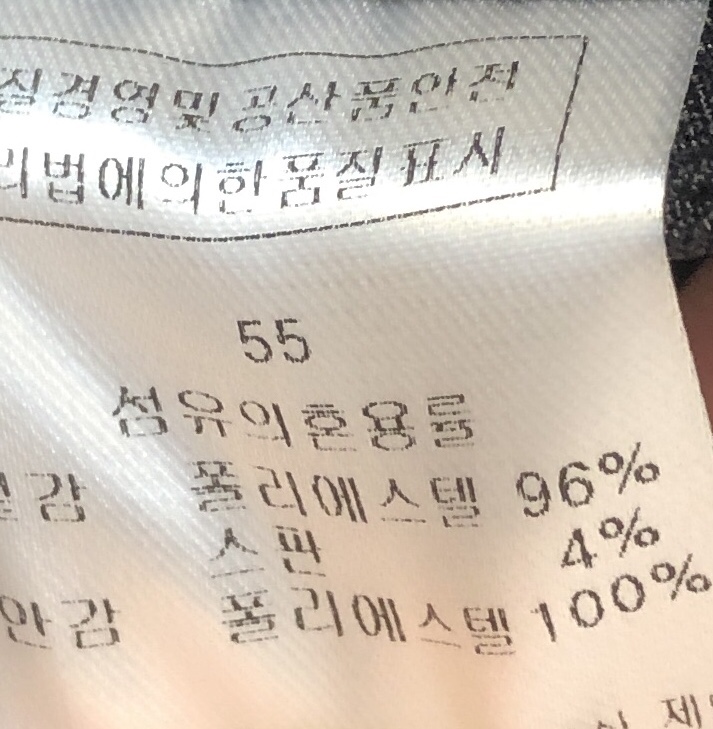 질경영및공산품안전
리법에의한품질표시
55
섬유의혼용률
겉감 폴리에스텔 96%
스판 4%
안감 폴리에스텔 100%